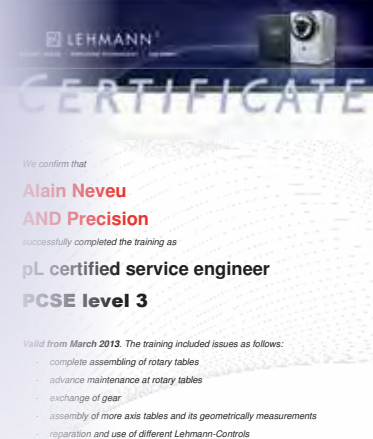 LEHMANN®
CERTIFICATE
We confirm that
Alain Neveu
AND Precision
successfully completed the training as
pL certified service engineer
PCSE level 3
Valid from March 2013. The training included issues as follows:
- complete assembling of rotary tables
- advance maintenance at rotary tables
- exchange of gear
- assembly of more axis tables and its geometrically measurements
- reparation and use of different Lehmann-Controls